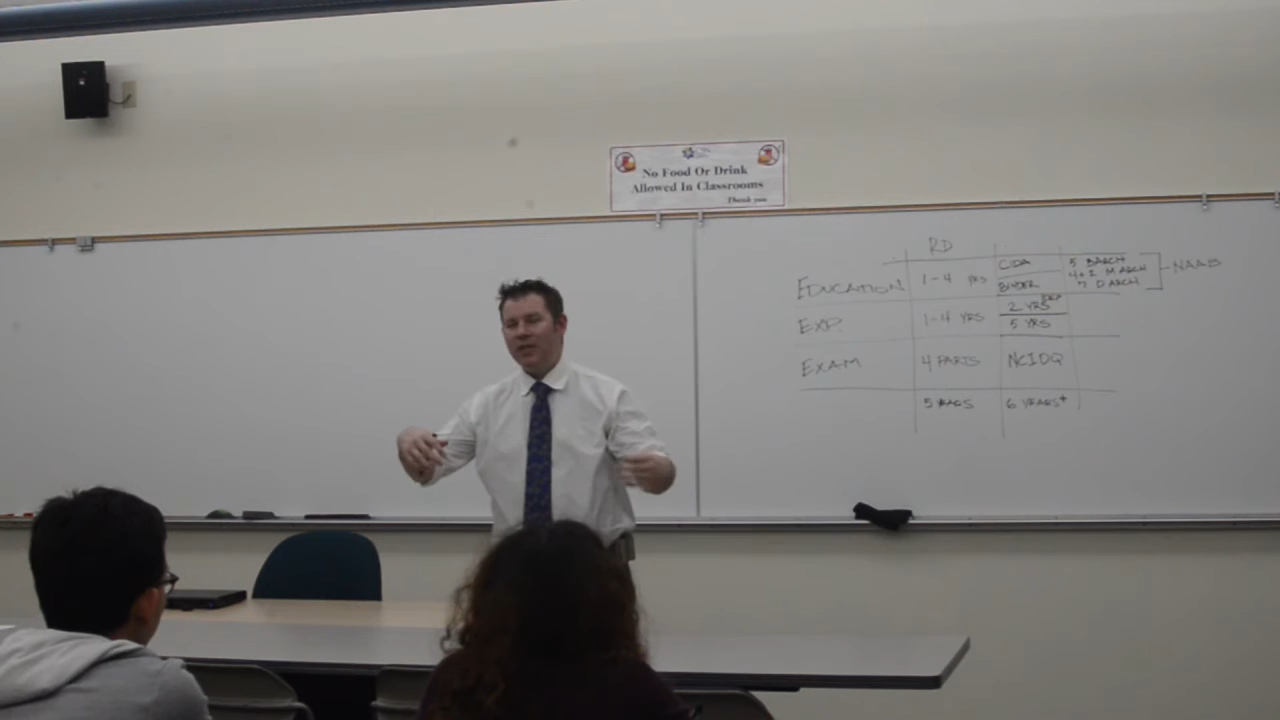 No Food Or Drink
Allowed In Classrooms
Thank you
RD
EDUCATION 1-4 YRS CIDA 5 BARCH
BINDER 4+2 M ARCH NAAB
7 D ARCH
EXP. 1-4 YRS 2 YRS
5 YRS
EXAM 4 PARTS NCIDQ
5 YEARS 6 YEARS+